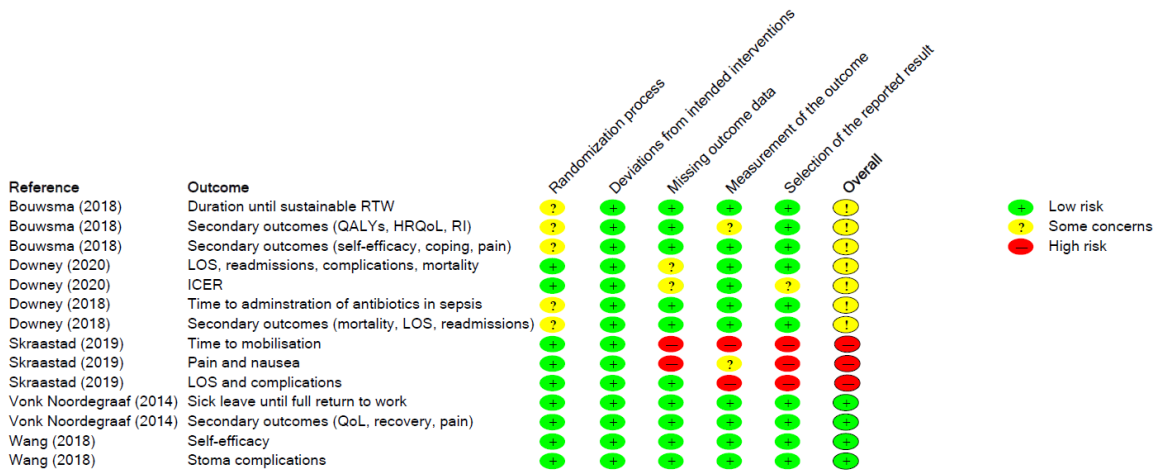 Randomization process
Deviations from intended interventions
Missing outcome data
Measurement of the outcome
Selection of the reported result
Overall
Reference Outcome
Bouwsma (2018) Duration until sustainable RTW ? + + + + !
Bouwsma (2018) Secondary outcomes (QALYs, HRQoL, RI) ? + + ? + !
Bouwsma (2018) Secondary outcomes (self-efficacy, coping, pain) ? + + + + !
Downey (2020) LOS, readmissions, complications, mortality + + ? + + !
Downey (2020) ICER + + ? + ? !
Downey (2018) Time to adminstration of antibiotics in sepsis ? + + + + !
Downey (2018) Secondary outcomes (mortality, LOS, readmissions) ? + + + + !
Skraastad (2019) Time to mobilisation + + — — — —
Skraastad (2019) Pain and nausea + + — ? — —
Skraastad (2019) LOS and complications + + + — — —
Vonk Noordegraaf (2014) Sick leave until full return to work + + + + + +
Vonk Noordegraaf (2014) Secondary outcomes (QoL, recovery, pain) + + + + + +
Wang (2018) Self-efficacy + + + + + +
Wang (2018) Stoma complications + + + + + +
+ Low risk
? Some concerns
— High risk